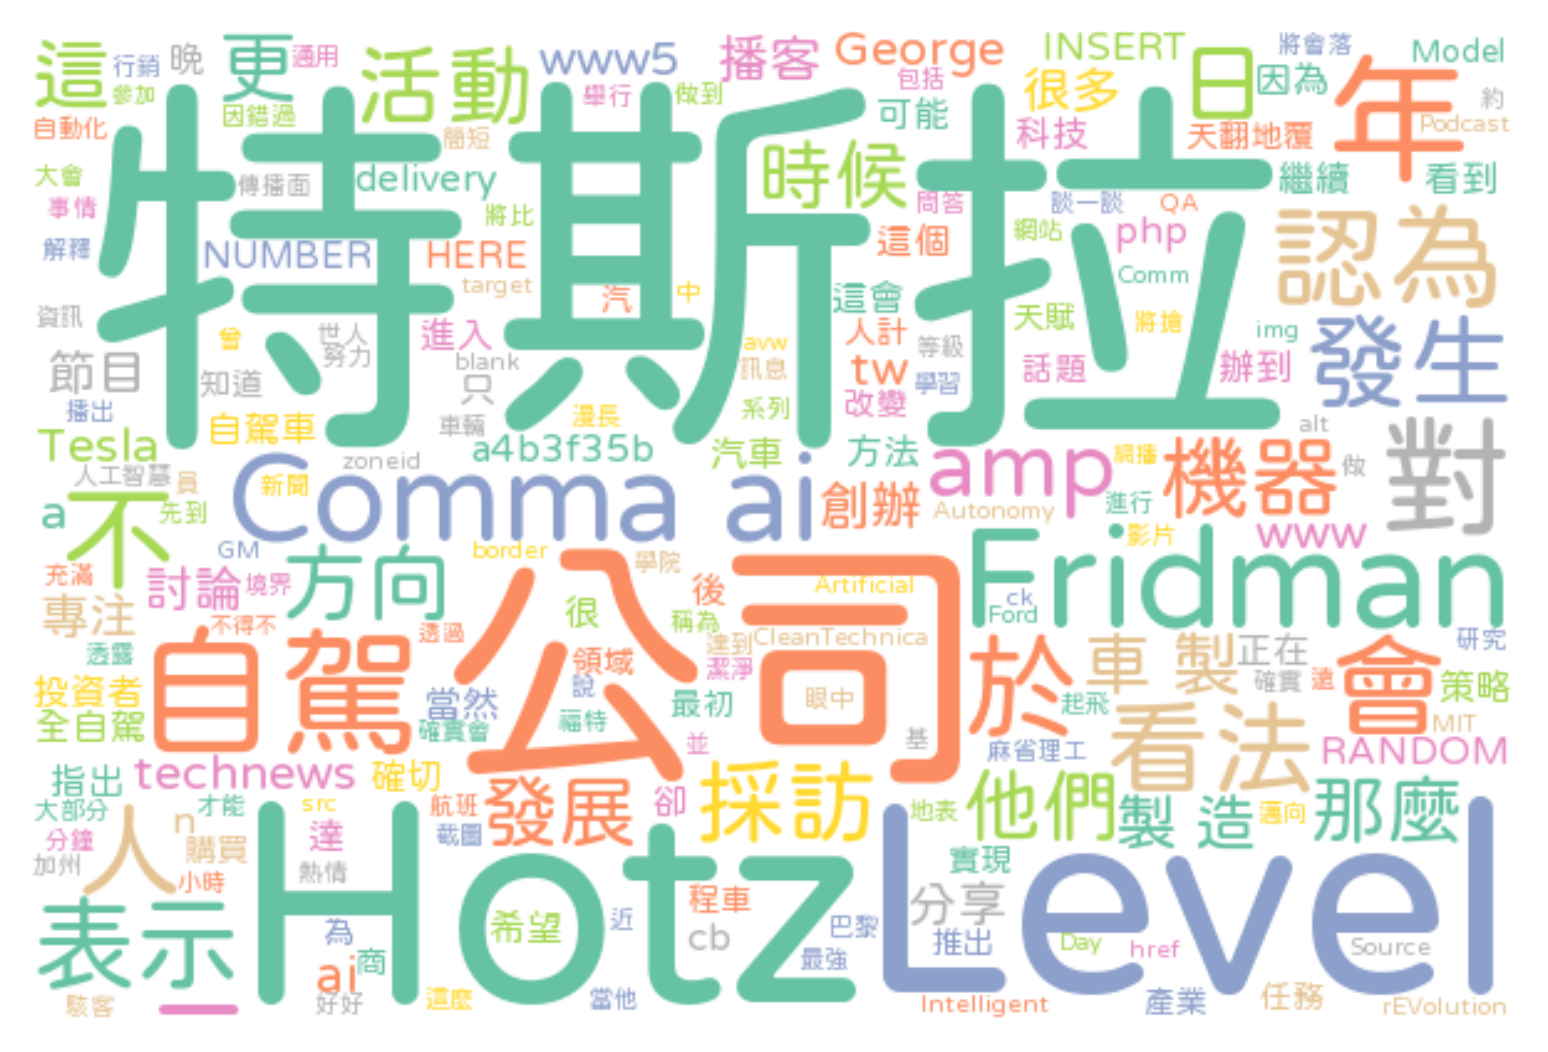 這 行銷 晚 更 通用 活動 www5 播客 George INSERT 將會落 Model
參加 因錯過 舉行 做到 包括 很多 日 因為 年 約
自動化 簡短 可能 科技 天翻地覆 Podcast
特斯拉
大會 傳播面 delivery 時候 繼續 看到
事情 將比 問答 談一談 QA
解釋 NUMBER HERE 這個 網站 php 認為
target Comm
資訊 汽 中 這會 天賦 將搶
曾 世人 努力 進入 人計 等級 img 發生
節目 知道 blank 只 avw 訊息 tw 學習 話題 辦到
播出 自駕車 車輛 漫長 系列 改變 alt
Tesla a4b3f35b 汽車 方法 對
人工智慧 員 zoneid amp 網播 機器 做
a 不 先到 新聞 Comma ai 創辦 Autonomy 進行
GM border 學院 影片 www
充滿 討論 境界 方向 公司 Artificial 後 Fridman
專注 不得不 很 稱為 ck Ford
透露 透過 領域 達到 CleanTechnica 車 製 正在 研究
投資者 自駕 當然 說 潔淨 眼中 於 確實 遠 會 策略
全自駕 確實會 福特 最初 起飛 MIT
並 基 麻省理工 看法 RANDOM
指出 technews 確切
大部分 才能 src 航班 發展 卻 採訪 地表 他們 製 造 邁向 那麼
分鐘 人 n 達 截圖
加州 購買 小時 熱情 Hotz 實現 Level
表示 為 希望 近 程車 分享
ai 商 cb 巴黎 推出 Day href Source
最強
駭客 一 好好 這麼 當他 Intelligent 產業 任務 rEVolution